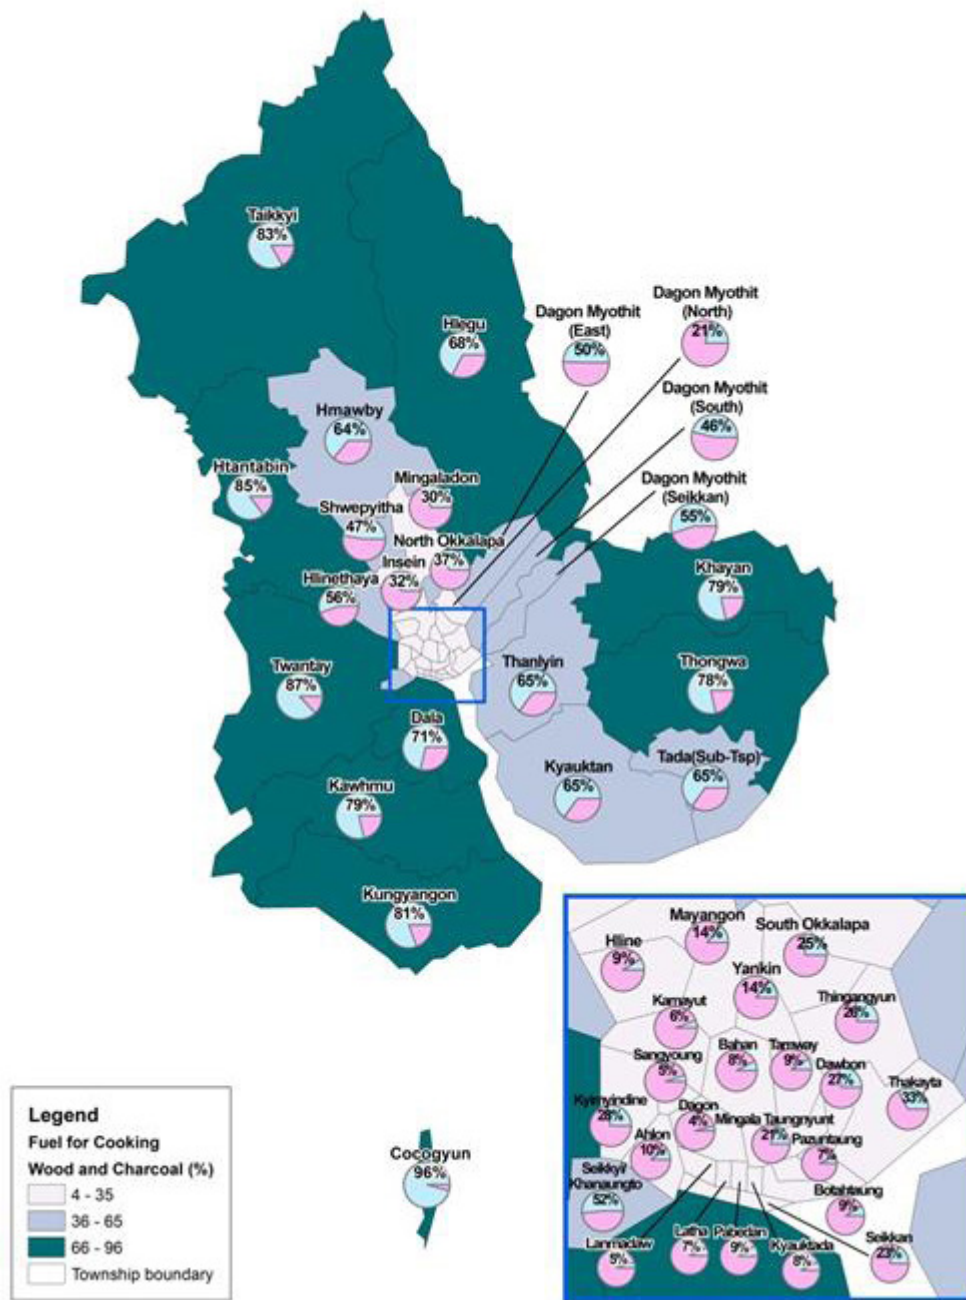 Taikkyi
83%
Hlegu
68%
Dagon Myothit
(East)
50%
Dagon Myothit
(North)
21%
Dagon Myothit
(South)
46%
Dagon Myothit
(Seikkan)
55%
Hmawby
64%
Htantabin
85%
Mingaladon
30%
Shwepyitha
47%
North Okkalapa
37%
Insein
32%
Hlinethaya
56%
Khayan
79%
Thongwa
78%
Twantay
87%
Thanlyin
65%
Dala
71%
Kyauktan
65%
Tada(Sub-Tsp)
65%
Kawhmu
79%
Kungyangon
81%
Cocogyun
96%
Mayangon
14%
South Okkalapa
25%
Hline
9%
Yankin
14%
Thingangyun
26%
Kamayut
6%
Bahan
8%
Tamway
9%
Dawbon
27%
Sangyoung
5%
Thakayta
33%
Kyimyindine
28%
Dagon
4%
Mingala Taungnyunt
21%
Pazuntaung
7%
Ahlon
10%
Seikkyi/
Khanaungto
52%
Botahtaung
9%
Lanmadaw
5%
Latha
7%
Pabedan
9%
Kyauktada
8%
Seikkan
23%
Legend
Fuel for Cooking
Wood and Charcoal (%)
4 - 35
36 - 65
66 - 96
Township boundary